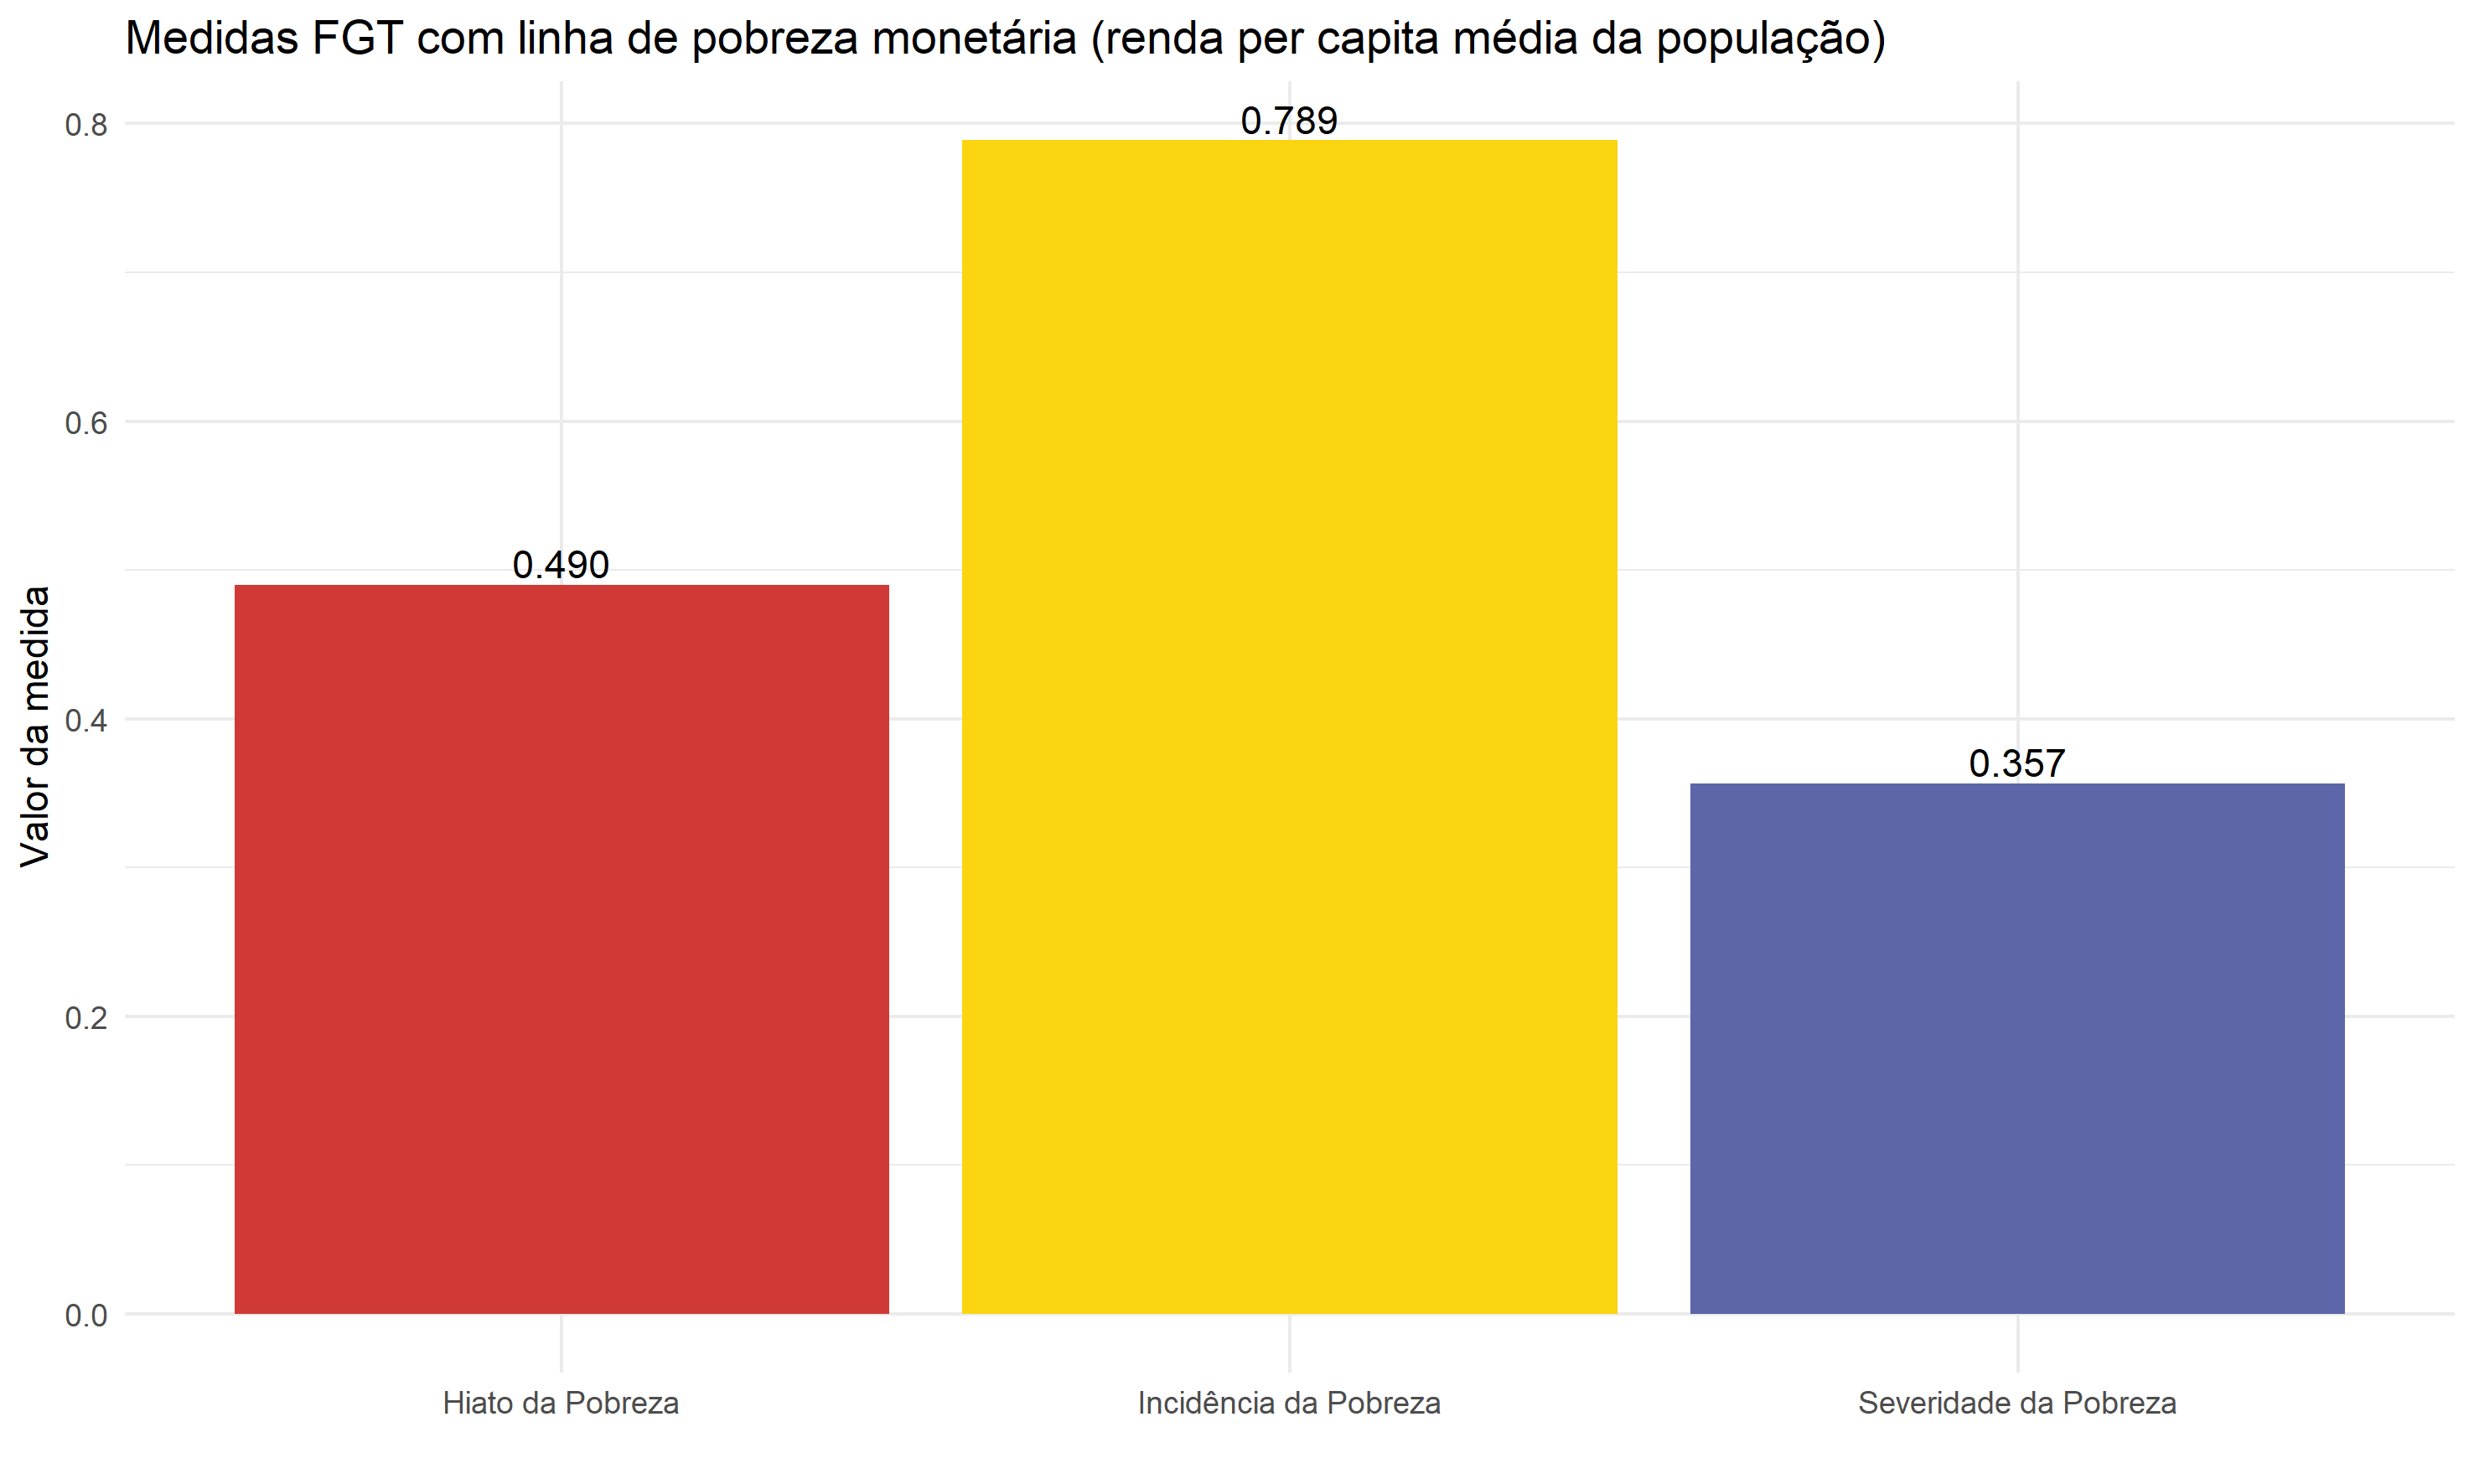 Medidas FGT com linha de pobreza monetária (renda per capita média da população)
Valor da medida
0.8
0.6
0.4
0.2
0.0
0.490
0.789
0.357
Hiato da Pobreza
Incidência da Pobreza
Severidade da Pobreza